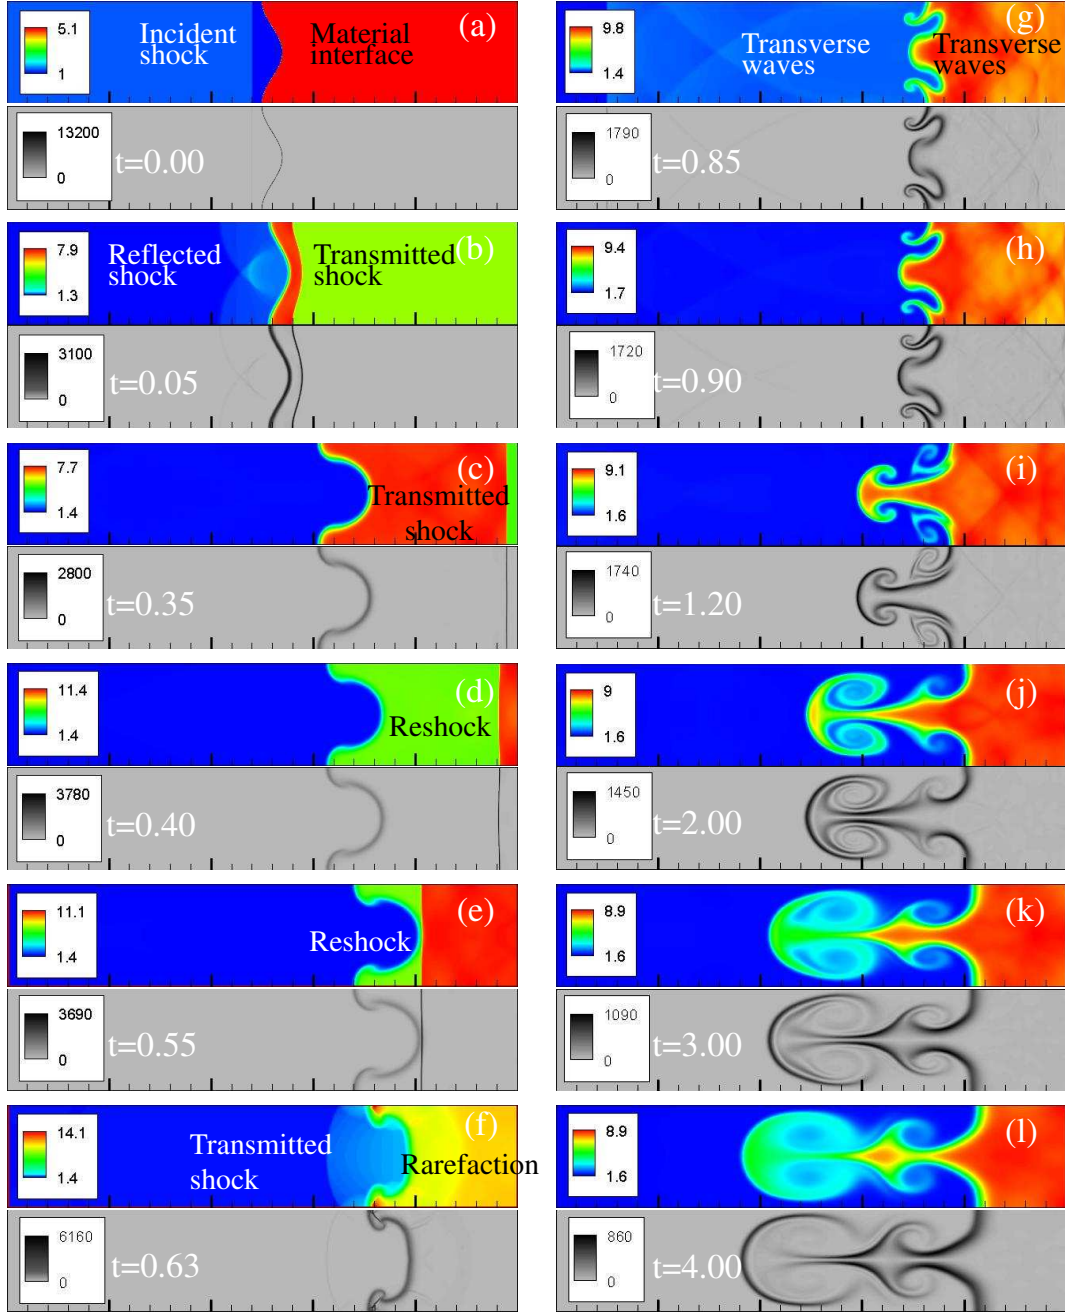 5.1
1
Incident
shock
Material
interface
(a)
13200
0
t=0.00
7.9
1.3
Reflected
shock
Transmitted
shock
(b)
3100
0
t=0.05
7.7
1.4
(c)
Transmitted
shock
2800
0
t=0.35
11.4
1.4
(d)
Reshock
3780
0
t=0.40
11.1
1.4
(e)
Reshock
3690
0
t=0.55
14.1
1.4
Transmitted
shock
(f)
Rarefaction
6160
0
t=0.63
9.8
1.4
Transverse
waves
(g)
Transverse
waves
1790
0
t=0.85
9.4
1.7
(h)
1720
0
t=0.90
9.1
1.6
(i)
1740
0
t=1.20
9
1.6
(j)
1450
0
t=2.00
8.9
1.6
(k)
1090
0
t=3.00
8.9
1.6
(l)
860
0
t=4.00